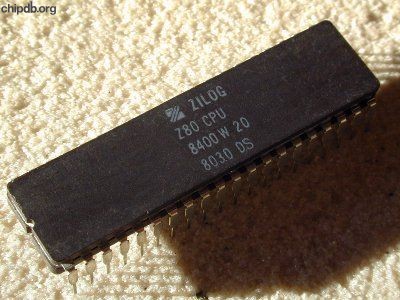 chipdb.org
ZILOG
Z80 CPU
8400 W 20
8030 DS